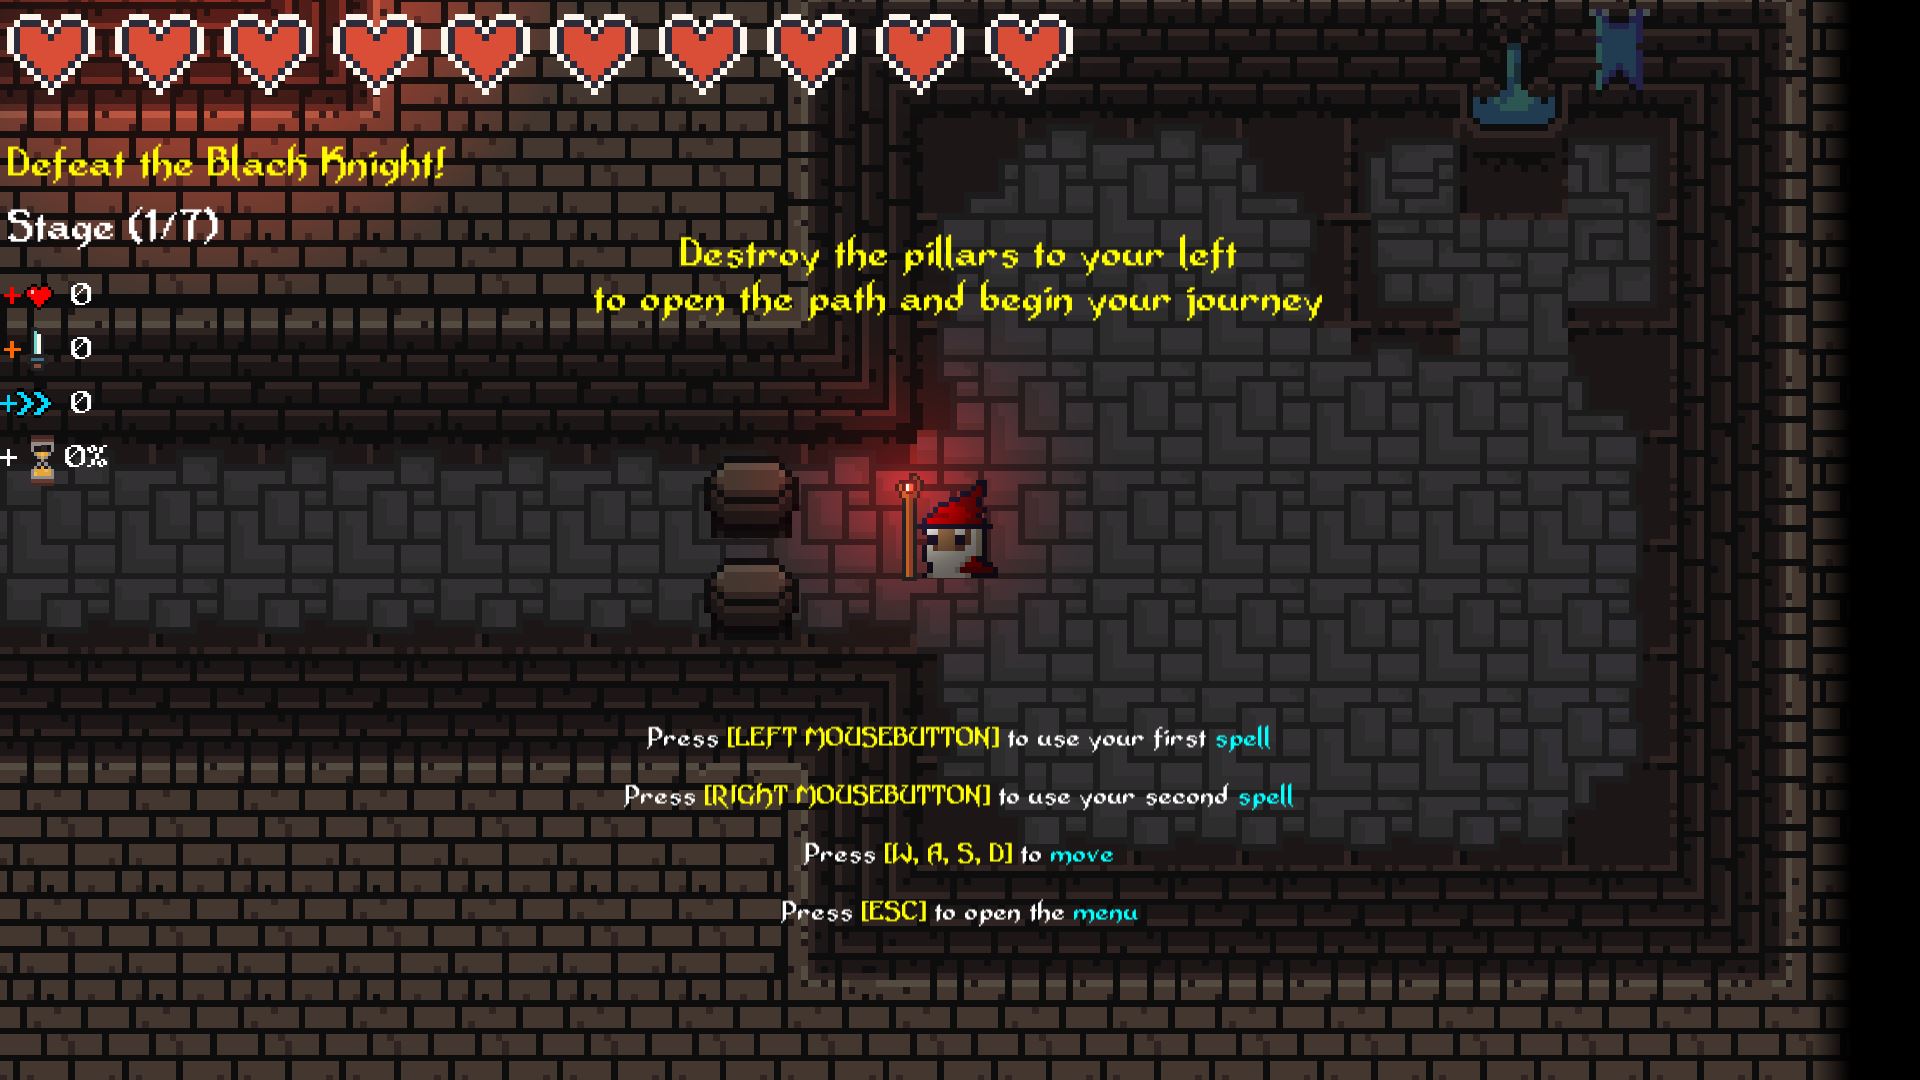 Defeat the Black Knight!
Stage (1/7)
Destroy the pillars to your left
to open the path and begin your journey
+ 0
+ 0
+ 0
+ 0%
Press [LEFT MOUSEBUTTON] to use your first spell
Press [RIGHT MOUSEBUTTON] to use your second spell
Press [W, A, S, D] to move
Press [ESC] to open the menu